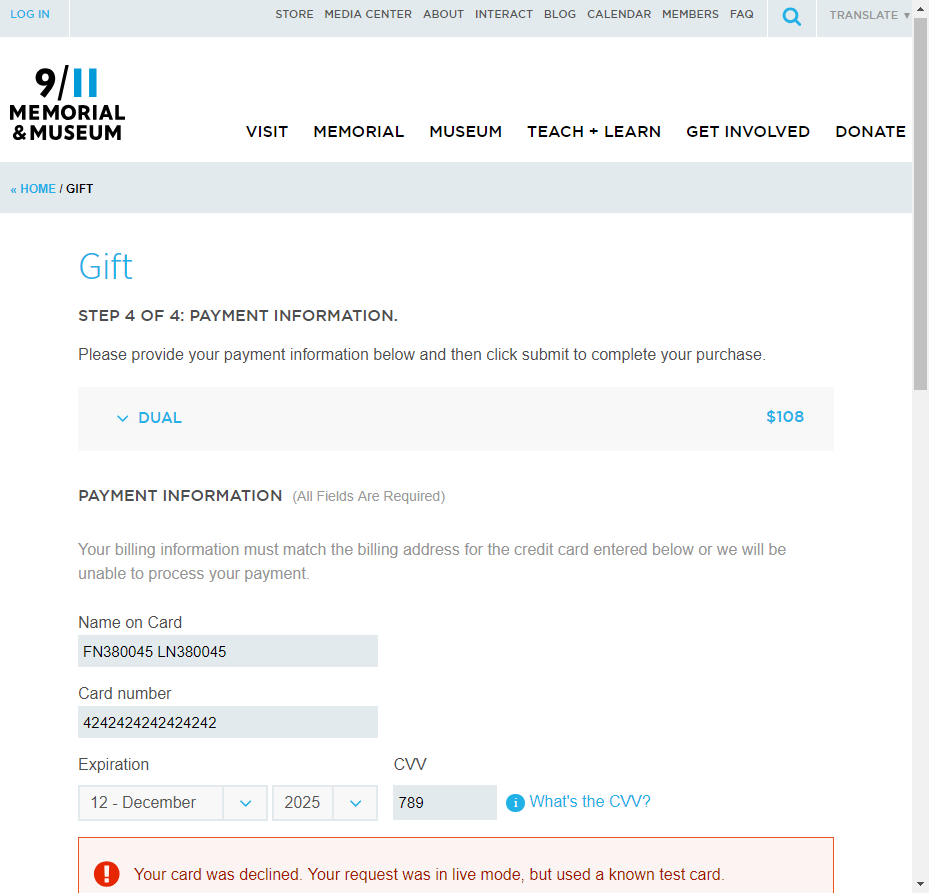 LOG IN STORE MEDIA CENTER ABOUT INTERACT BLOG CALENDAR MEMBERS FAQ TRANSLATE ▼
9/11
MEMORIAL
& MUSEUM
VISIT MEMORIAL MUSEUM TEACH + LEARN GET INVOLVED DONATE
« HOME / GIFT
Gift
STEP 4 OF 4: PAYMENT INFORMATION.
Please provide your payment information below and then click submit to complete your purchase.
DUAL $108
PAYMENT INFORMATION (All Fields Are Required)
Your billing information must match the billing address for the credit card entered below or we will be
unable to process your payment.
Name on Card
FN380045 LN380045
Card number
4242424242424242
Expiration CVV
12 - December 2025 789 What's the CVV?
Your card was declined. Your request was in live mode, but used a known test card.